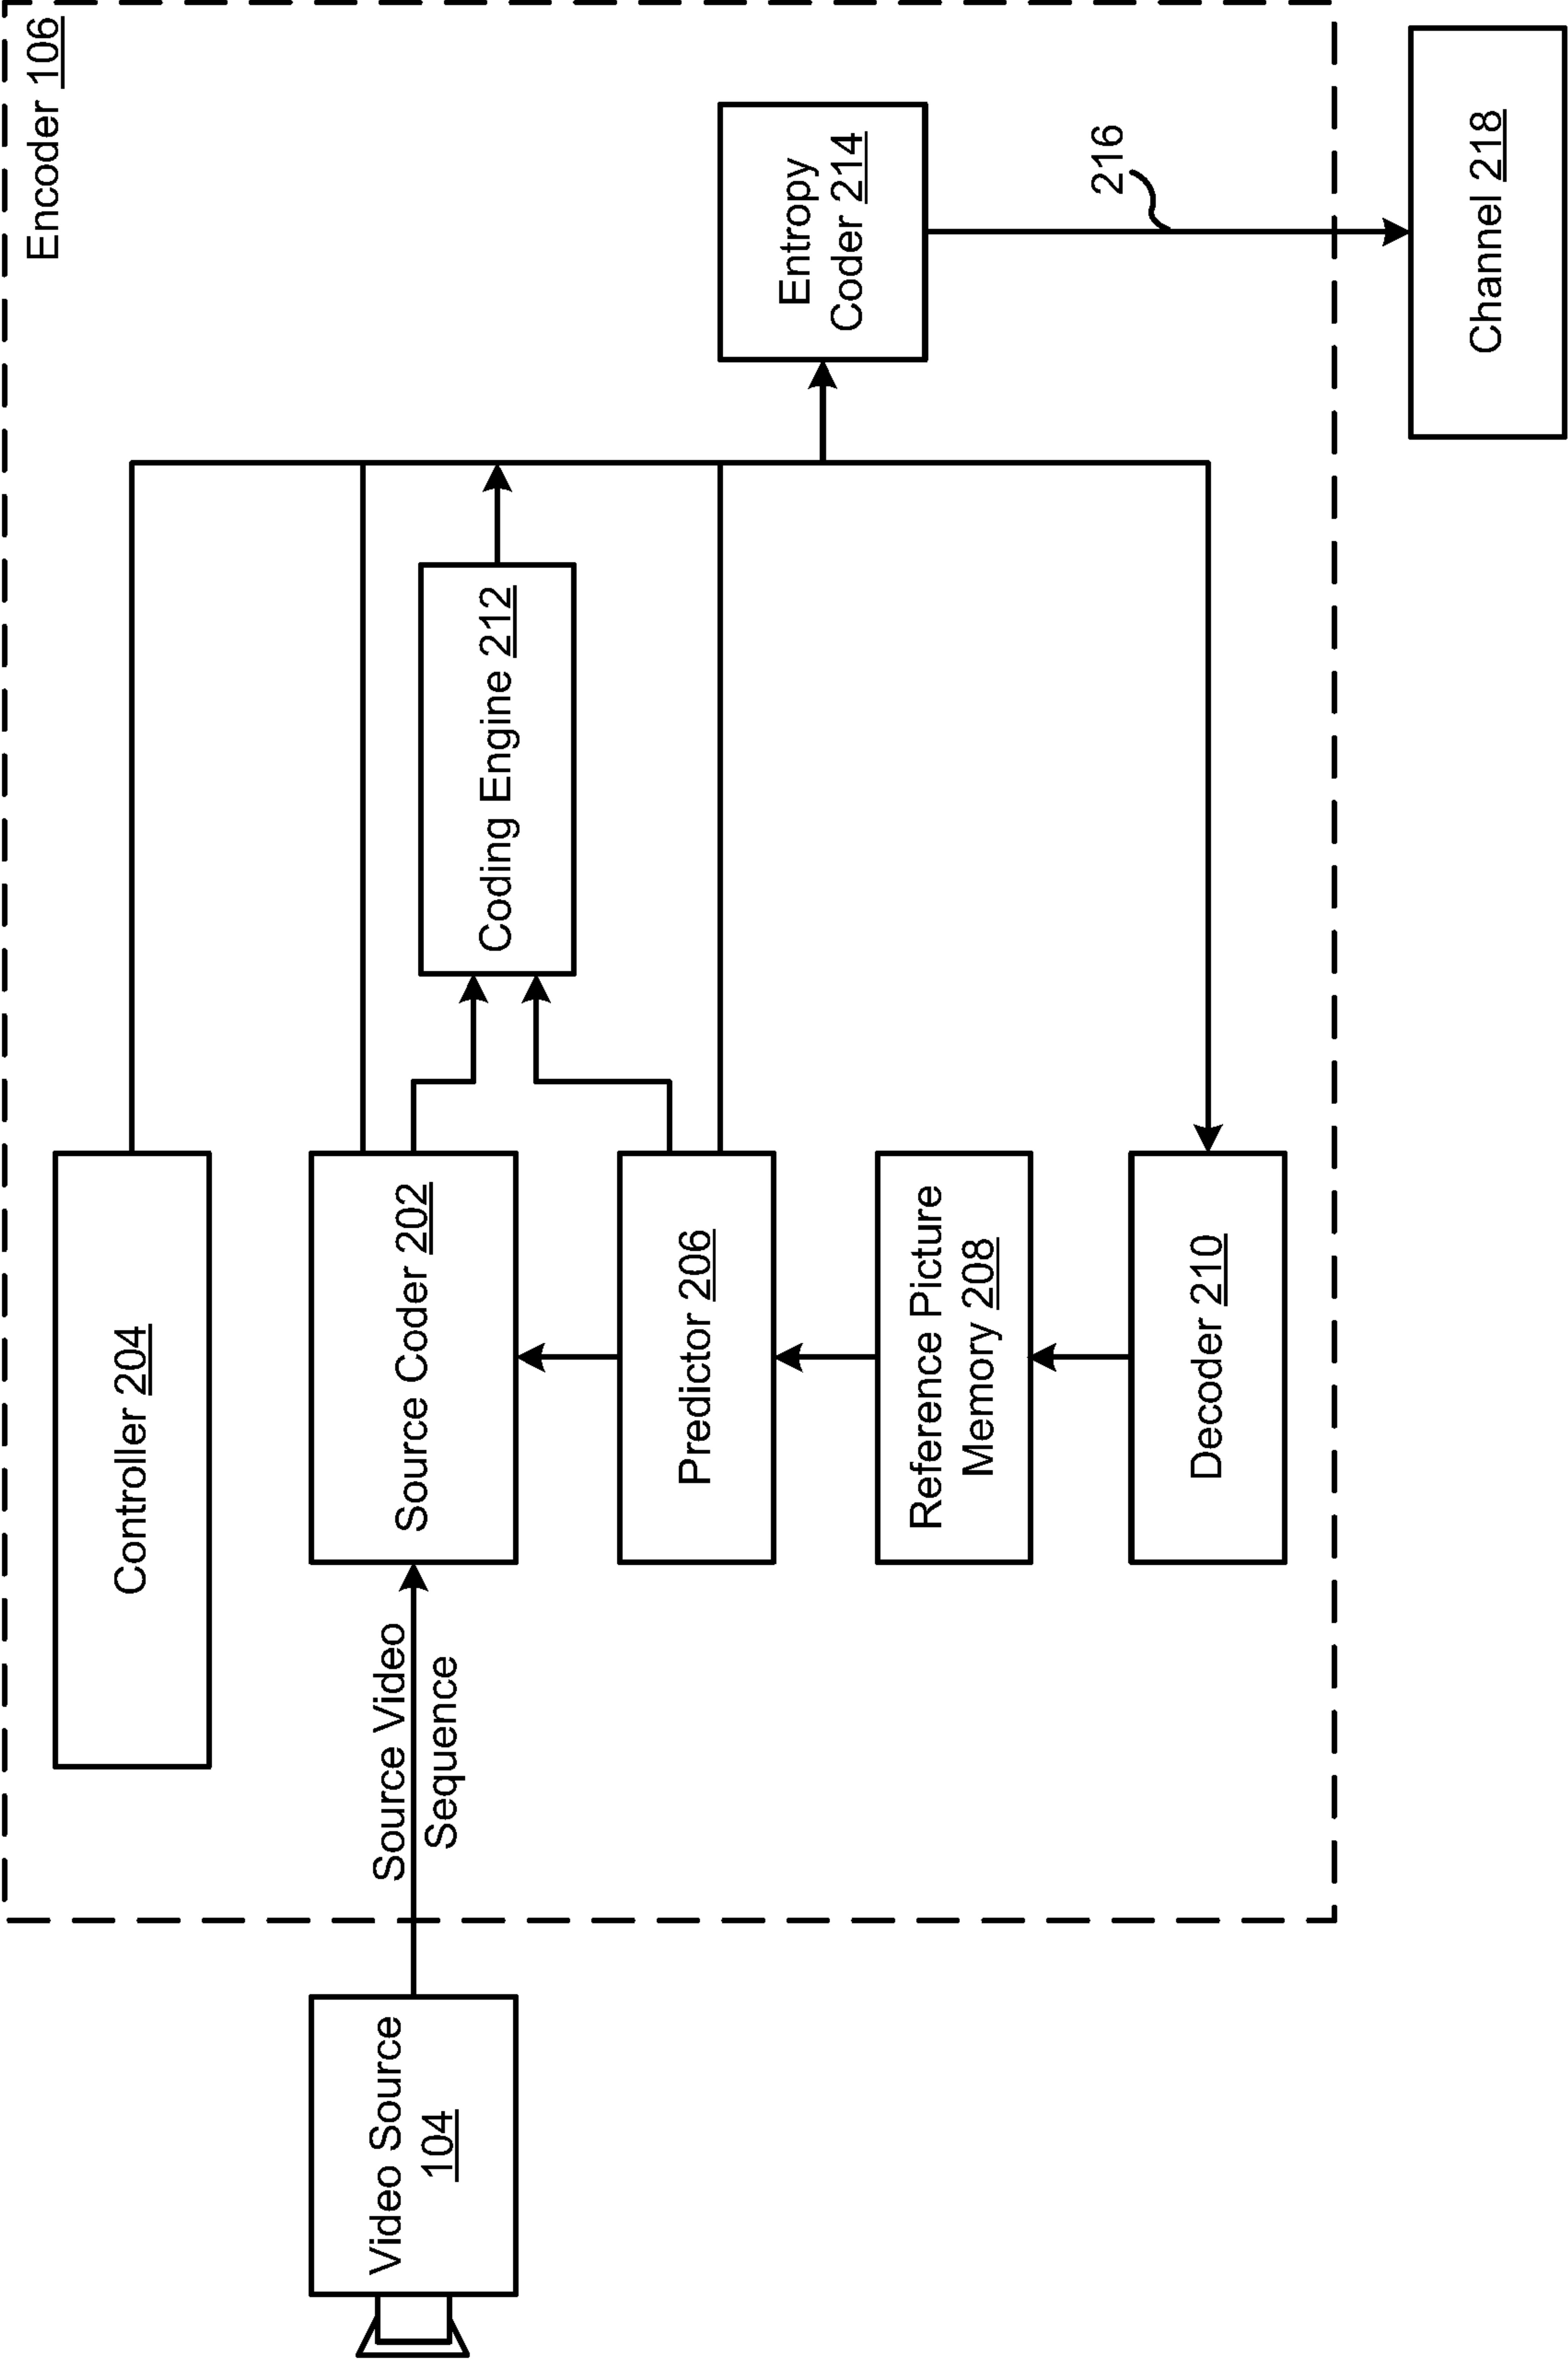 Encoder 106
Controller 204
Video Source
104
Source Video
Sequence
Source Coder 202
Coding Engine 212
Predictor 206
Entropy
Coder 214
Reference Picture
Memory 208
216
Decoder 210
Channel 218